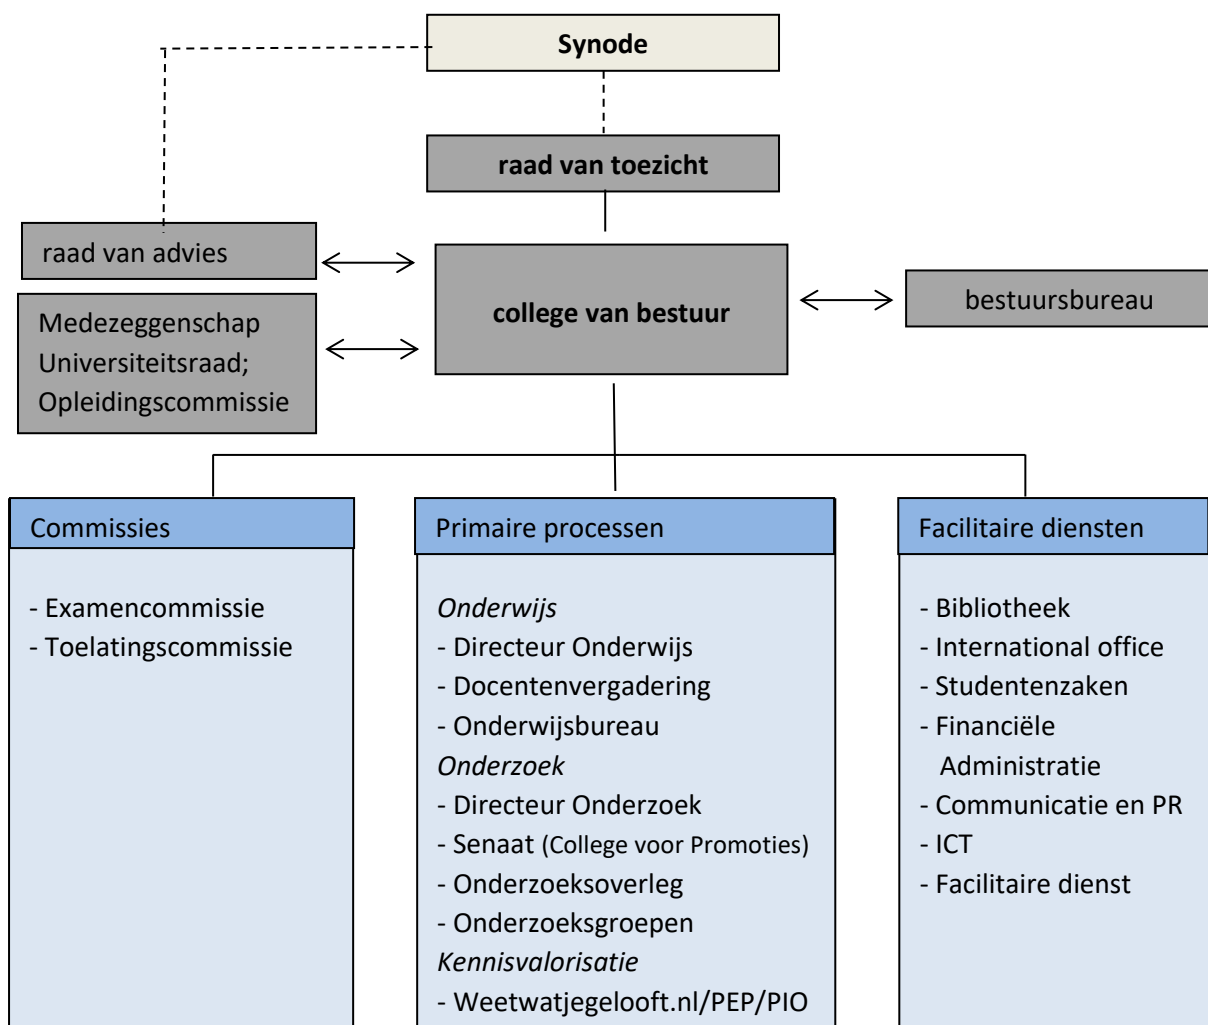 Synode
raad van toezicht
raad van advies
Medezeggenschap
Universiteitsraad;
Opleidingscommissie
college van bestuur
bestuursbureau
Commissies
- Examencommissie
- Toelatingscommissie
Primaire processen
Onderwijs
- Directeur Onderwijs
- Docentenvergadering
- Onderwijsbureau
Onderzoek
- Directeur Onderzoek
- Senaat (College voor Promoties)
- Onderzoeksoverleg
- Onderzoeksgroepen
Kennisvalorisatie
- Weetwatjegelooft.nl/PEP/PIO
Facilitaire diensten
- Bibliotheek
- International office
- Studentenzaken
- Financiële
Administratie
- Communicatie en PR
- ICT
- Facilitaire dienst